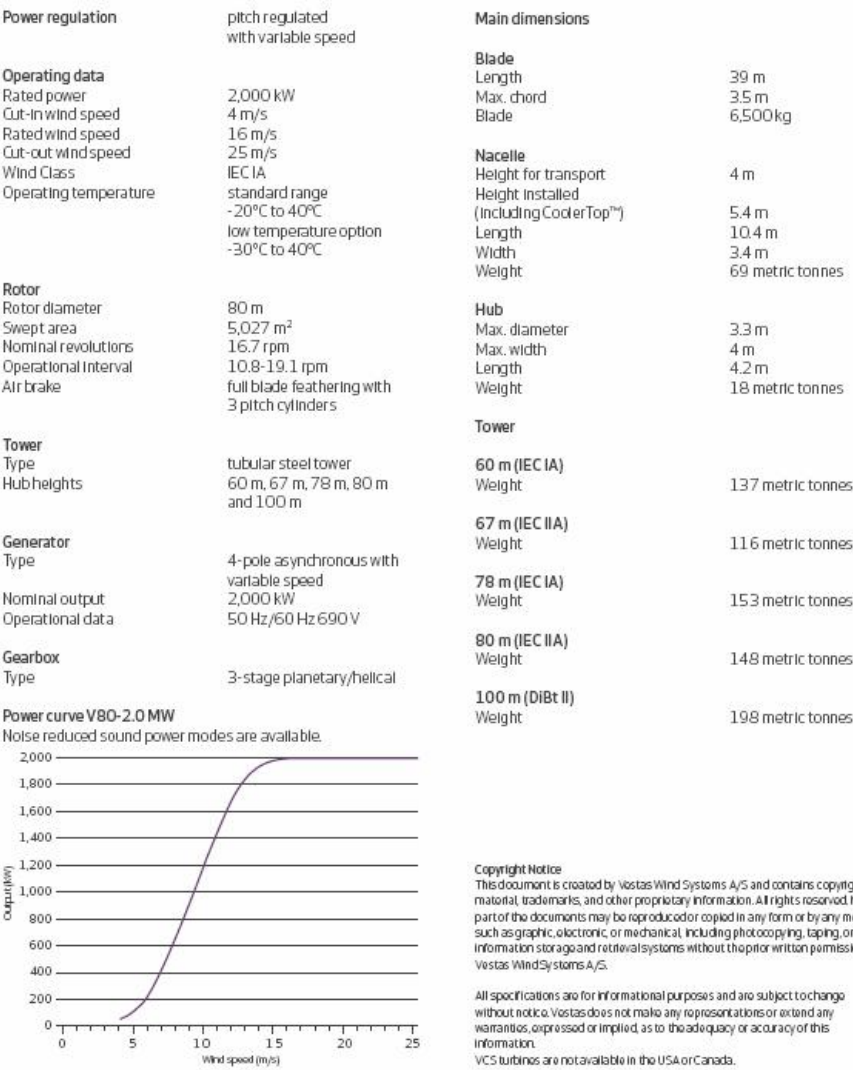 Power regulation pitch regulated
with variable speed
Operating data
Rated power 2,000 kW
Cut-in wind speed 4 m/s
Rated wind speed 16 m/s
Cut-out wind speed 25 m/s
Wind Class IEC IA
Operating temperature standard range
-20°C to 40°C
low temperature option
-30°C to 40°C
Rotor
Rotor diameter 80 m
Swept area 5,027 m²
Nominal revolutions 16.7 rpm
Operational interval 10.8-19.1 rpm
Air brake full blade feathering with
3 pitch cylinders
Tower
Type tubular steel tower
Hub heights 60 m, 67 m, 78 m, 80 m
and 100 m
Generator
Type 4-pole asynchronous with
variable speed
Nominal output 2,000 kW
Operational data 50 Hz/60 Hz 690 V
Gearbox
Type 3-stage planetary/helical
Power curve V80-2.0 MW
Noise reduced sound power modes are available.
2,000
1,800
1,600
1,400
1,200
1,000
800
600
400
200
0
Output (kW)
0 5 10 15 20 25
Wind speed (m/s)
Main dimensions
Blade
Length 39 m
Max. chord 3.5 m
Blade 6,500 kg
Nacelle
Height for transport 4 m
Height installed
(including CoolerTop™) 5.4 m
Length 10.4 m
Width 3.4 m
Weight 69 metric tonnes
Hub
Max. diameter 3.3 m
Max. width 4 m
Length 4.2 m
Weight 18 metric tonnes
Tower
60 m (IEC IA)
Weight 137 metric tonnes
67 m (IEC IIA)
Weight 116 metric tonnes
78 m (IEC IA)
Weight 153 metric tonnes
80 m (IEC IIA)
Weight 148 metric tonnes
100 m (DiBt II)
Weight 198 metric tonnes
Copyright Notice
This document is created by Vestas Wind Systems A/S and contains
material, trademarks, and other proprietary information. All rights reserved.
part of the documents may be reproduced or copied in any form or by any
such as graphic, electronic, or mechanical, including photocopying, taping, or
information storage and retrieval systems without the prior written
Vestas Wind Systems A/S.
All specifications are for informational purposes and are subject to change
without notice. Vestas does not make any representations or extend any
warranties, expressed or implied, as to the adequacy or accuracy of this
information.
VCS turbines are not available in the USA or Canada.